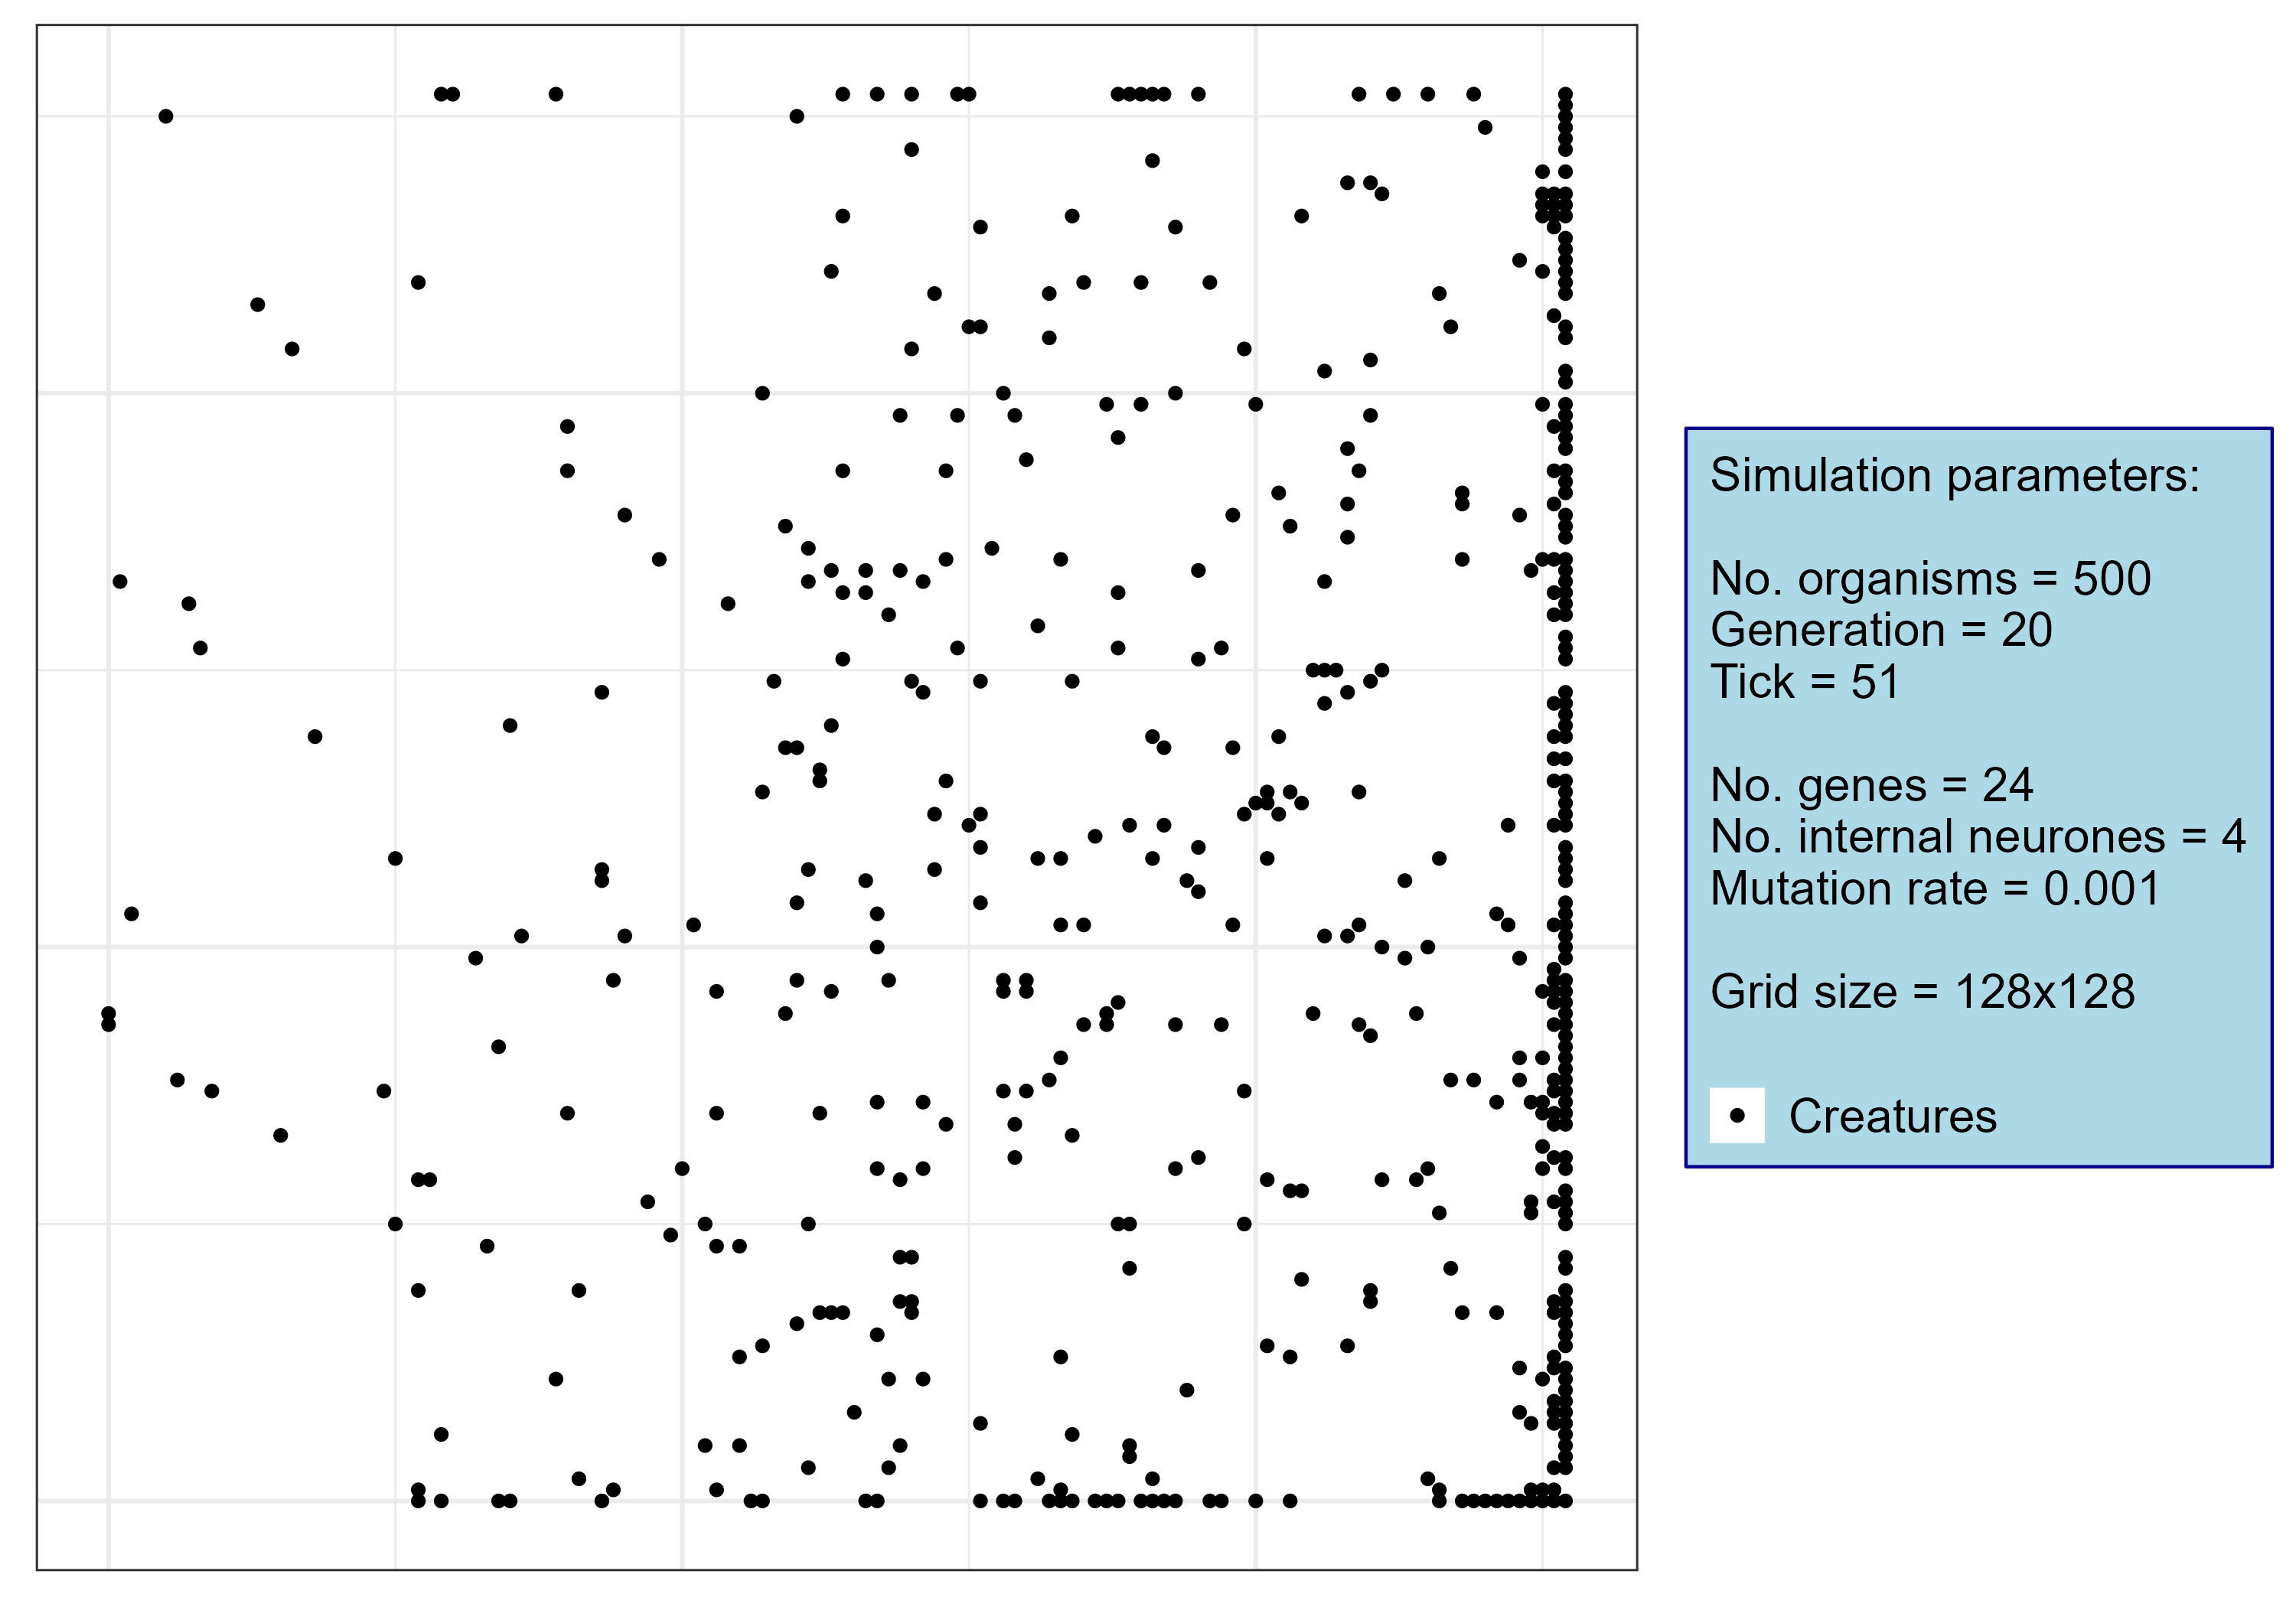 Simulation parameters:
No. organisms = 500
Generation = 20
Tick = 51
No. genes = 24
No. internal neurones = 4
Mutation rate = 0.001
Grid size = 128x128
Creatures